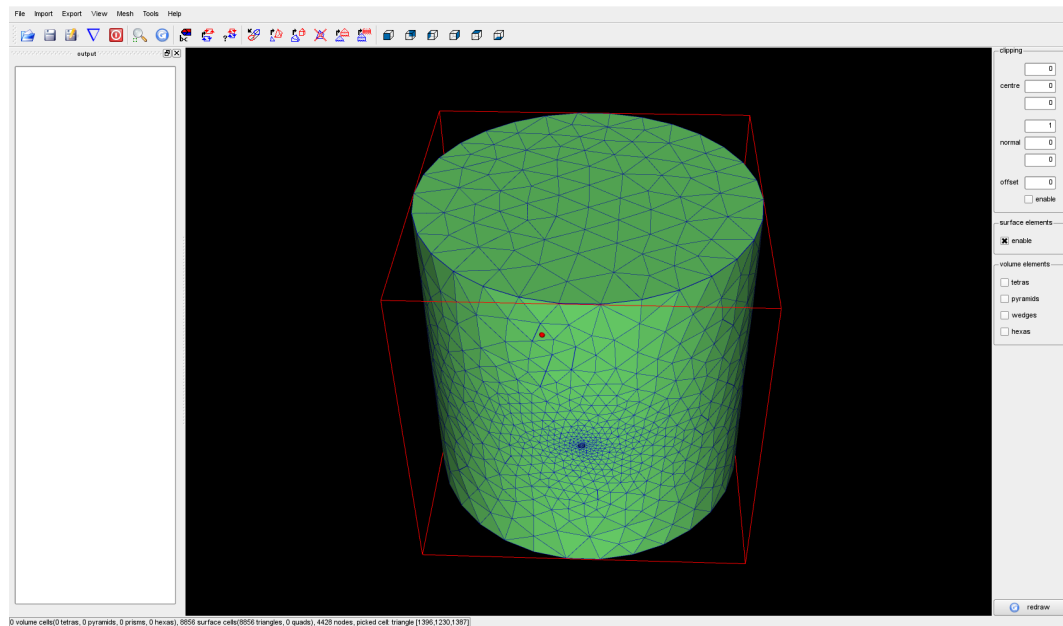 File Import Export View Mesh Tools Help
bc
output
clipping
0
centre 0
0
1
normal 0
0
offset 0
enable
surface elements
enable
volume elements
tetras
pyramids
wedges
hexas
redraw
0 volume cells(0 tetras, 0 pyramids, 0 prisms, 0 hexas), 8856 surface cells(8856 triangles, 0 quads), 4428 nodes, picked cell: triangle [1396,1230,1387]